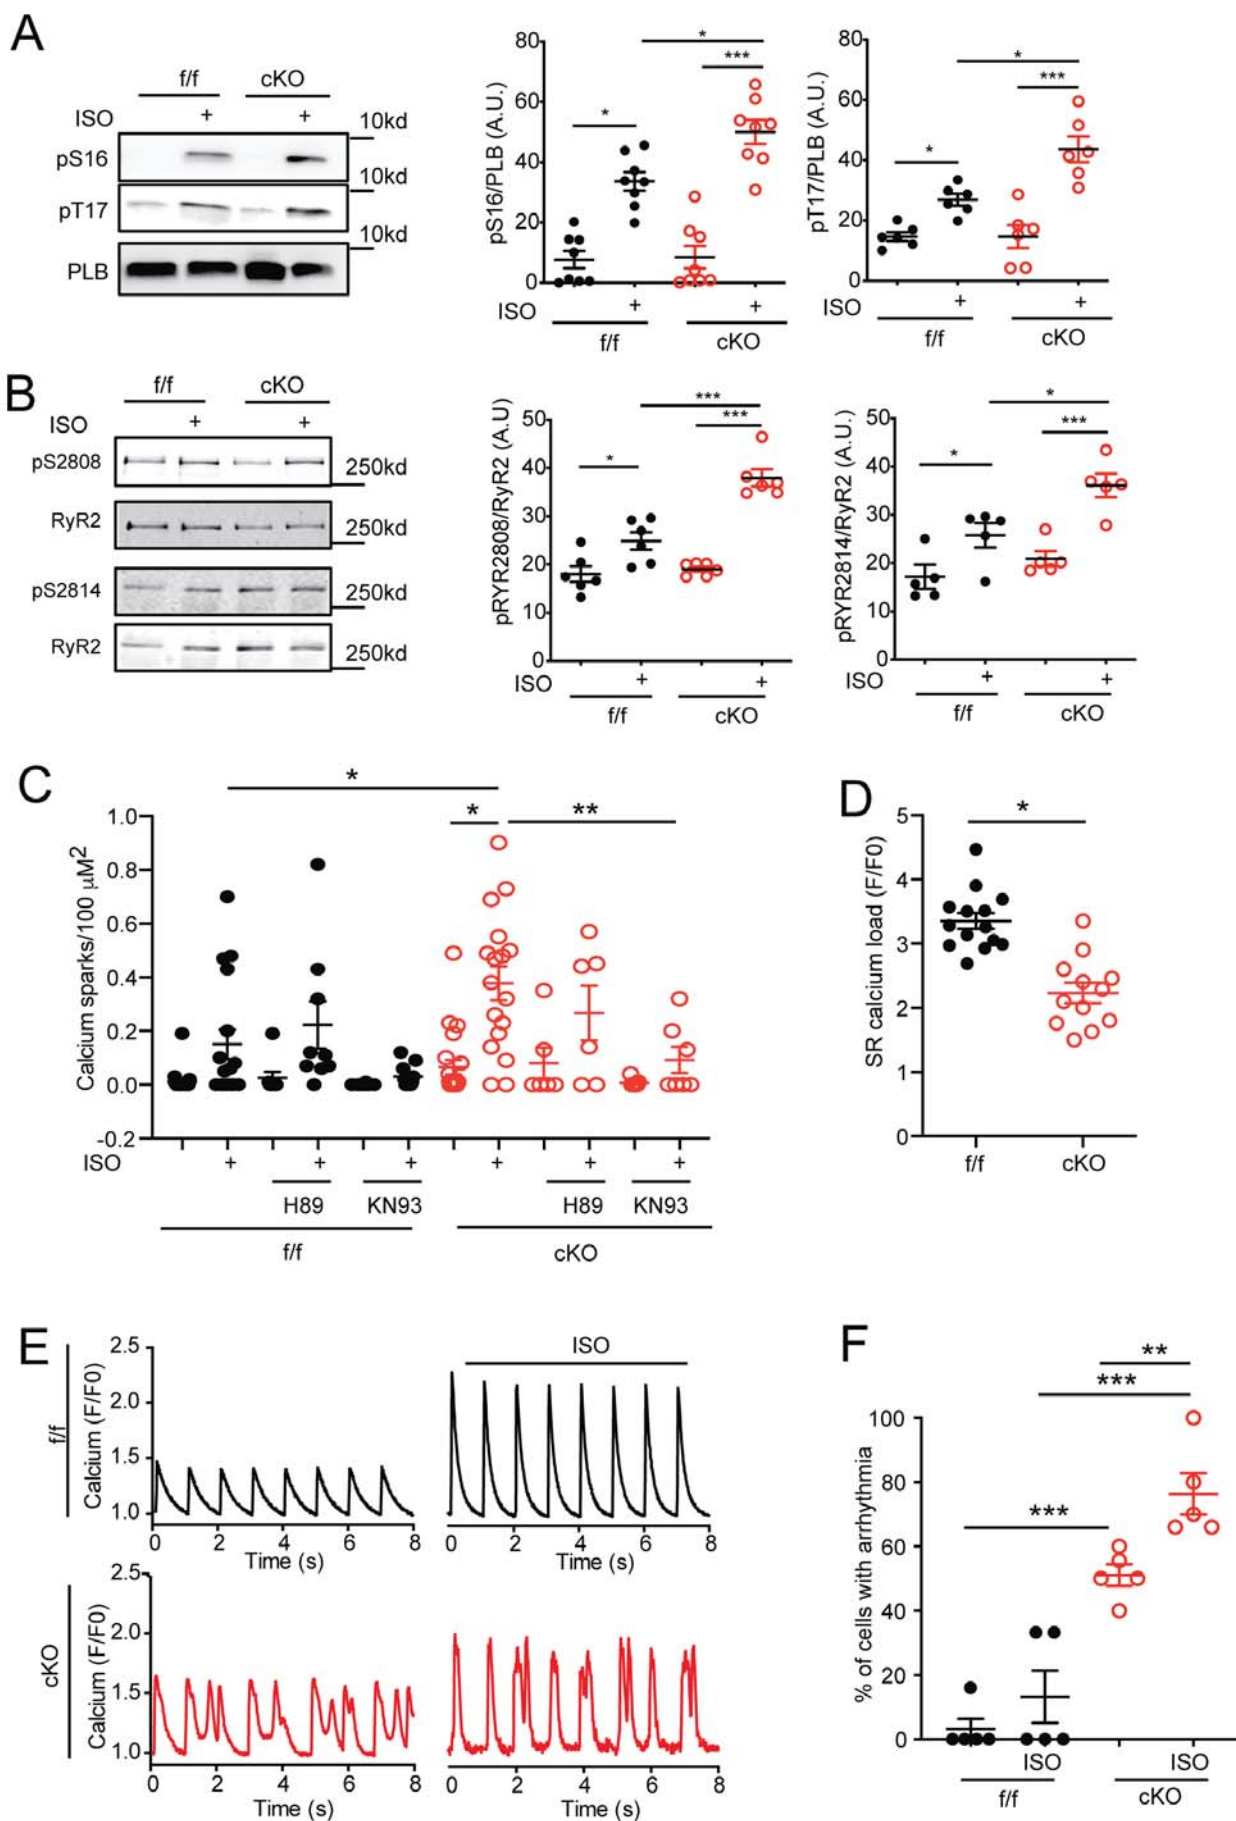 A
f/f cKO
ISO + +
10kd
pS16
10kd
pT17
10kd
PLB
pS16/PLB (A.U.)
80
60
40
20
0
* *** *
ISO + +
f/f cKO
pT17/PLB (A.U.)
80
60
40
20
0
* *** *
ISO + +
f/f cKO
B
f/f cKO
ISO + +
pS2808
250kd
RyR2
250kd
pS2814
RyR2
250kd
pRYR2808/RyR2 (A.U)
50
40
30
20
10
0
* *** ***
ISO + +
f/f cKO
pRYR2814/RyR2 (A.U.)
50
40
30
20
10
0
* *** *
+ +
f/f cKO
C
Calcium sparks/100 µM2
1.0
0.8
0.6
0.4
0.2
0.0
-0.2
*
* **
ISO + + + + + +
H89 KN93 H89 KN93
f/f cKO
D
SR calcium load (F/F0)
5
4
3
2
1
0
*
f/f cKO
E
f/f
Calcium (F/F0)
2.5
2.0
1.5
1.0
0 2 4 6 8
Time (s)
ISO
0 2 4 6 8
Time (s)
cKO
Calcium (F/F0)
2.5
2.0
1.5
1.0
0 2 4 6 8
Time (s)
0 2 4 6 8
Time (s)
F
% of cells with arrhythmia
100
80
60
40
20
0
**
***
***
ISO ISO
f/f cKO